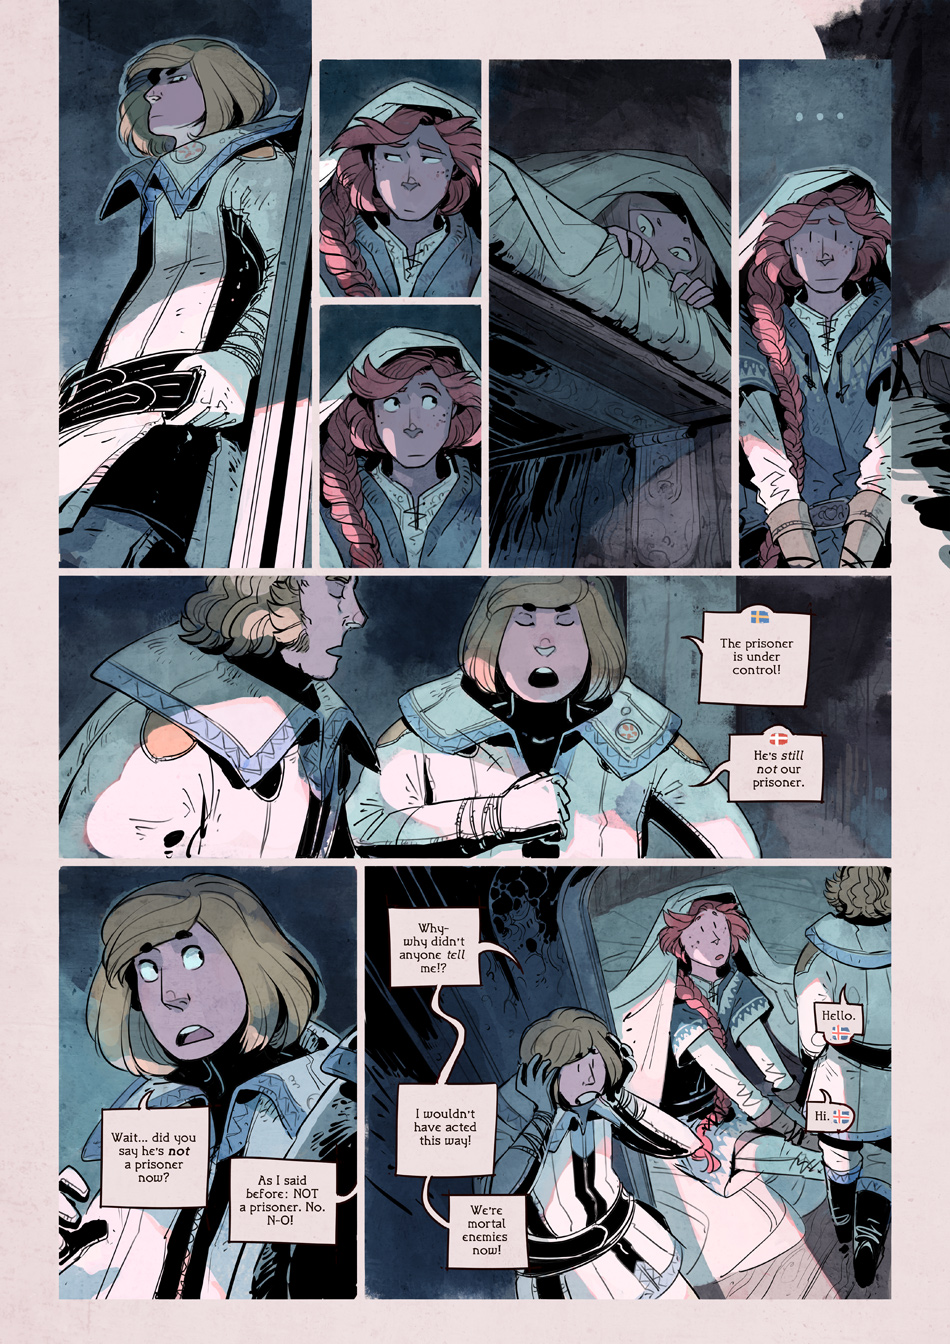 ...
The prisoner
is under
control!
He's still
not our
prisoner.
Wait... did you
say he's not
a prisoner
now?
As I said
before: NOT
a prisoner. No.
N-O!
Why-
why didn't
anyone tell
me!?
I wouldn't
have acted
this way!
We're
mortal
enemies
now!
Hello.
Hi.